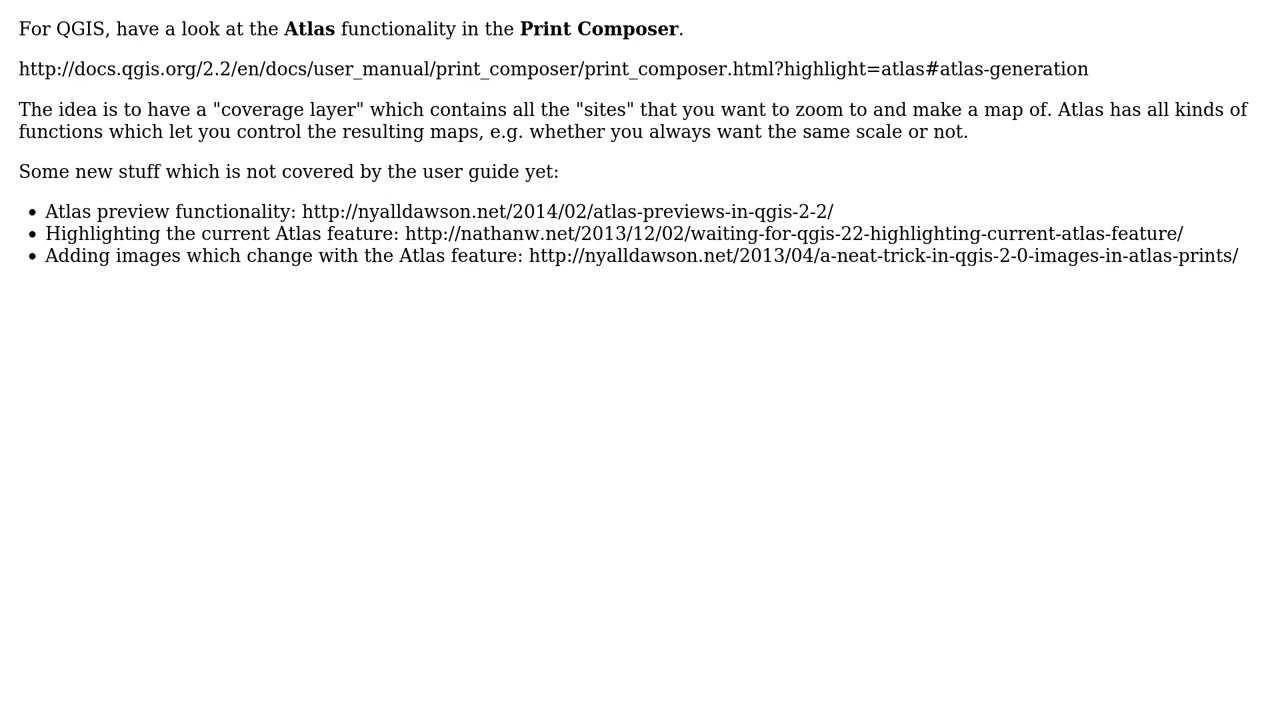 For QGIS, have a look at the Atlas functionality in the Print Composer.
http://docs.qgis.org/2.2/en/docs/user_manual/print_composer/print_composer.html?highlight=atlas#atlas-generation
The idea is to have a "coverage layer" which contains all the "sites" that you want to zoom to and make a map of. Atlas has all kinds of
functions which let you control the resulting maps, e.g. whether you always want the same scale or not.
Some new stuff which is not covered by the user guide yet:
• Atlas preview functionality: http://nyalldawson.net/2014/02/atlas-previews-in-qgis-2-2/
• Highlighting the current Atlas feature: http://nathanw.net/2013/12/02/waiting-for-qgis-22-highlighting-current-atlas-feature/
• Adding images which change with the Atlas feature: http://nyalldawson.net/2013/04/a-neat-trick-in-qgis-2-0-images-in-atlas-prints/